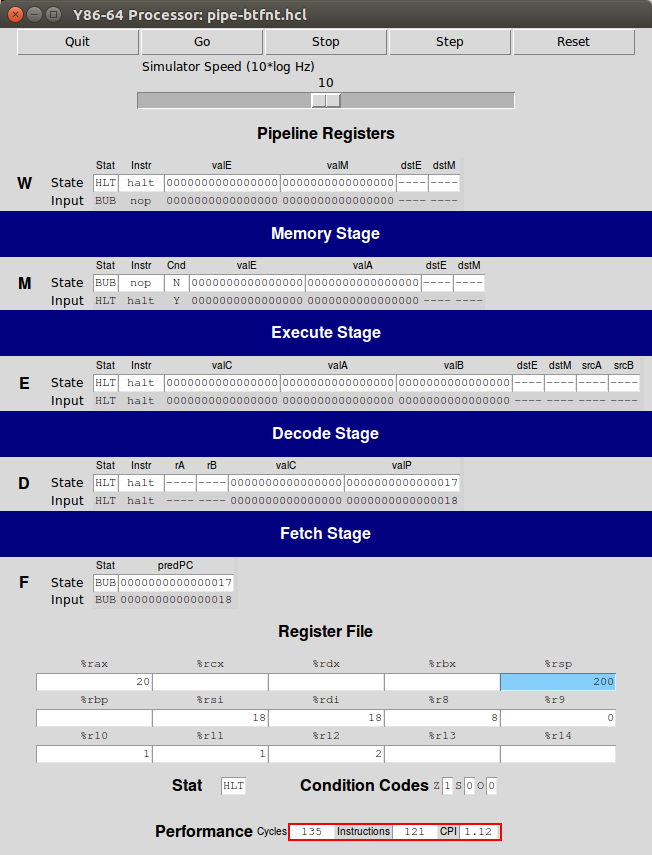 Y86-64 Processor: pipe-btfnt.hcl
Quit Go Stop Step Reset
Simulator Speed (10*log Hz)
10
Pipeline Registers
Stat Instr valE valM dstE dstM
W State HLT halt 0000000000000000 0000000000000000 ---- ----
Input BUB nop 0000000000000000 0000000000000000 ---- ----
Memory Stage
Stat Instr Cnd valE valA dstE dstM
M State BUB nop N 0000000000000000 0000000000000000 ---- ----
Input HLT halt Y 0000000000000000 0000000000000000 ---- ----
Execute Stage
Stat Instr valC valA valB dstE dstM srcA srcB
E State HLT halt 0000000000000000 0000000000000000 0000000000000000 ---- ---- ---- ----
Input HLT halt 0000000000000000 0000000000000000 0000000000000000 ---- ---- ---- ----
Decode Stage
Stat Instr rA rB valC valP
D State HLT halt ---- ---- 0000000000000000 0000000000000017
Input HLT halt ---- ---- 0000000000000000 0000000000000018
Fetch Stage
Stat predPC
F State BUB 0000000000000017
Input BUB 0000000000000018
Register File
%rax %rcx %rdx %rbx %rsp
20 200
%rbp %rsi %rdi %r8 %r9
18 18 8 0
%r10 %r11 %r12 %r13 %r14
1 1 2
Stat HLT Condition Codes Z 1 S 0 O 0
Performance Cycles 135 Instructions 121 CPI 1.12